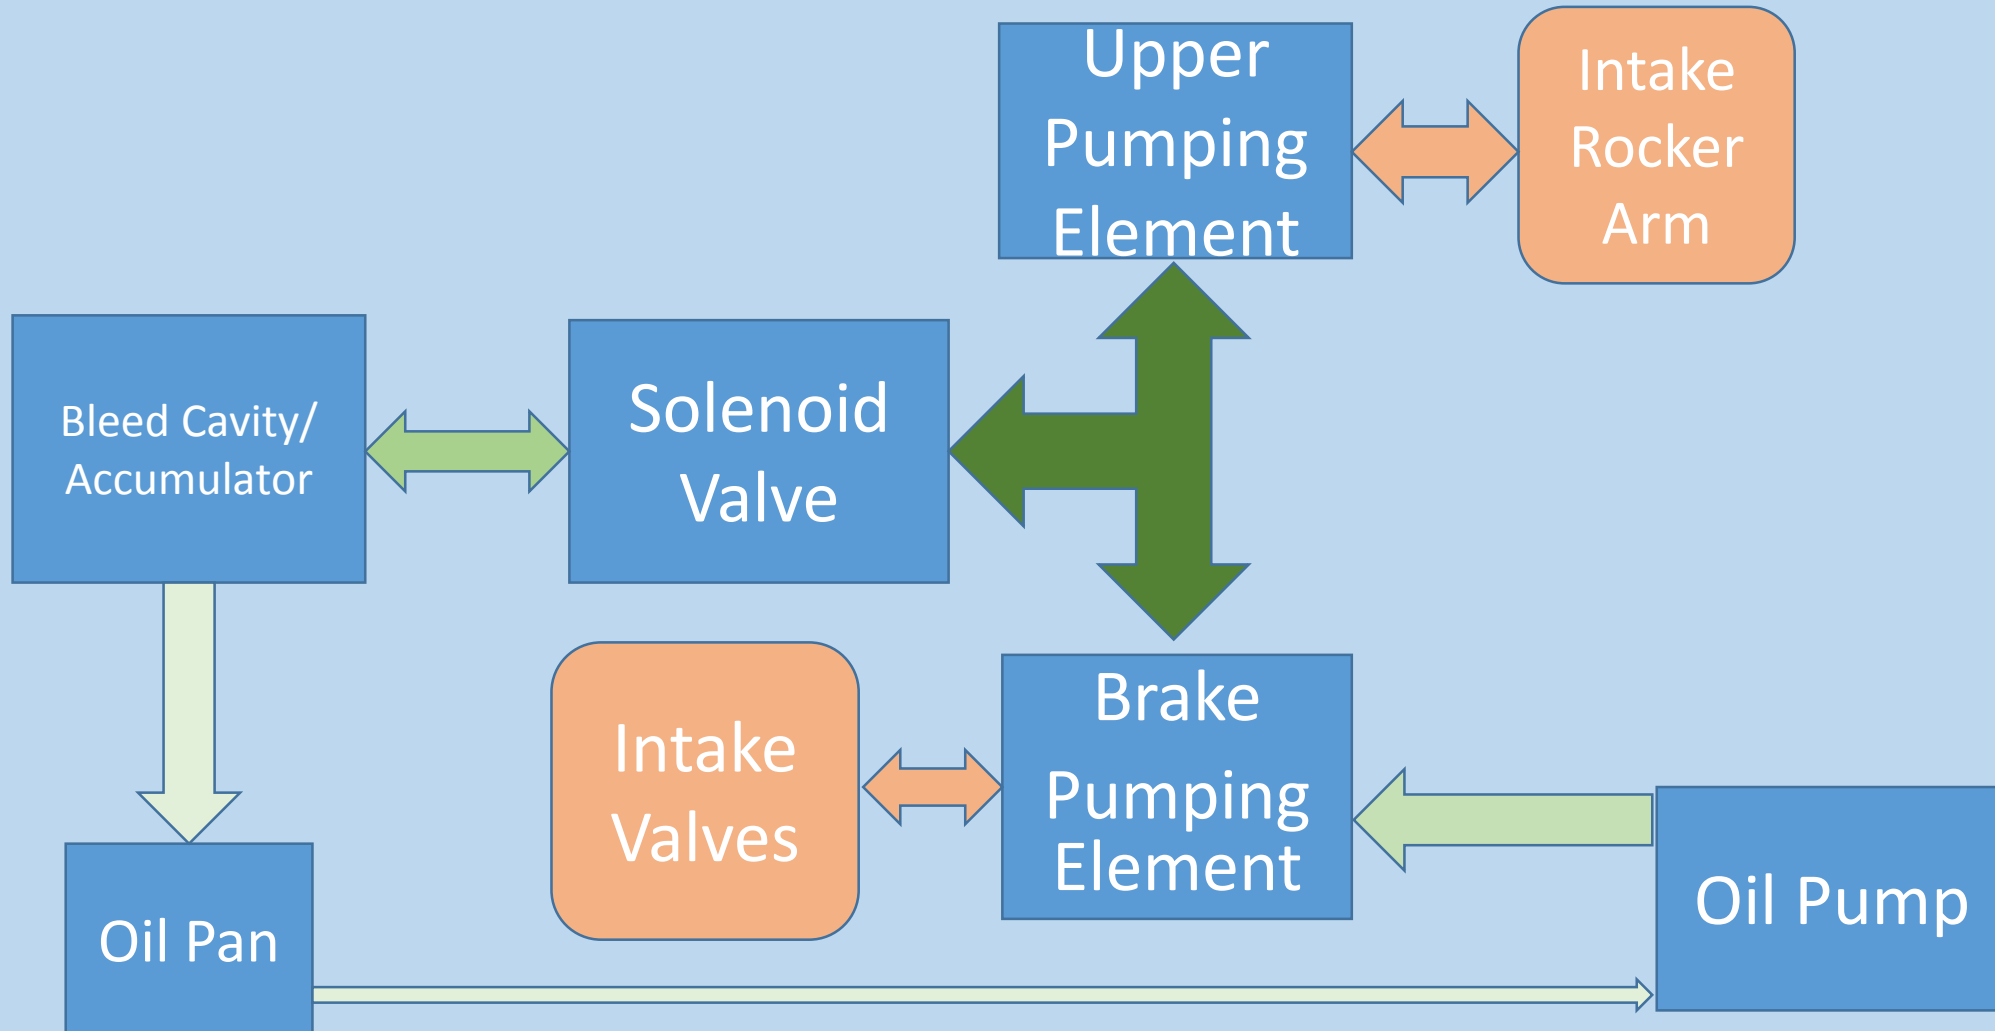 Upper
Pumping
Element
Intake
Rocker
Arm
Bleed Cavity/
Accumulator
Solenoid
Valve
Intake
Valves
Brake
Pumping
Element
Oil Pan
Oil Pump